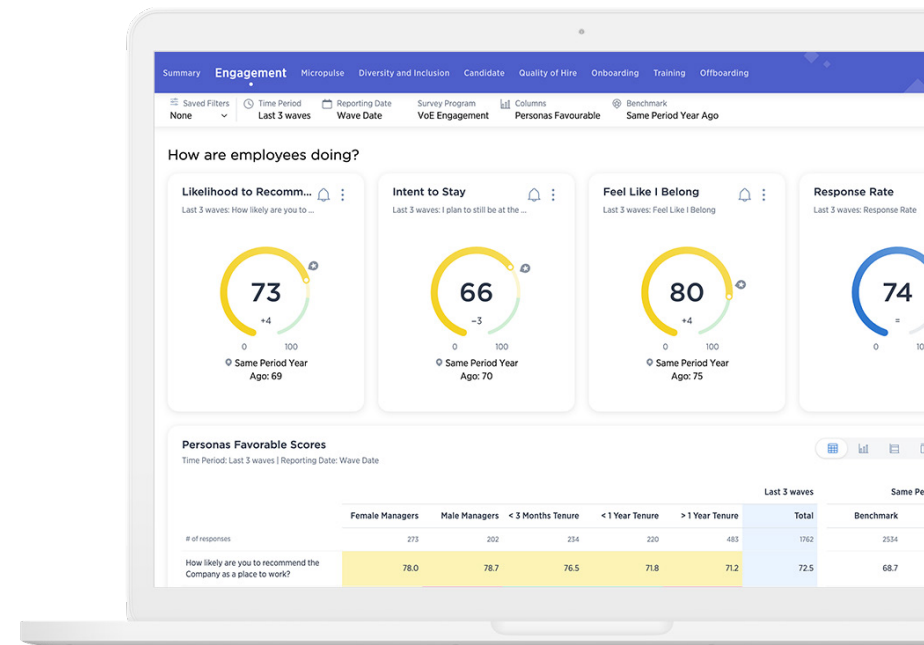 Summary Engagement Micropulse Diversity and Inclusion Candidate Quality of Hire Onboarding Training Offboarding
Saved Filters Time Period Reporting Date Survey Program Columns Benchmark
None Last 3 waves Wave Date VoE Engagement Personas Favourable Same Period Year Ago
How are employees doing?
Likelihood to Recomm... Intent to Stay Feel Like I Belong Response Rate
Last 3 waves: How likely are you to ... Last 3 waves: I plan to still be at the ... Last 3 waves: Feel Like I Belong Last 3 waves: Response Rate
73 66 80 74
+4 –3 +4 =
0 100 0 100 0 100 0 10
Same Period Year Same Period Year Same Period Year
Ago: 69 Ago: 70 Ago: 75
Personas Favorable Scores
Time Period: Last 3 waves | Reporting Date: Wave Date
Last 3 waves Same Pe
Female Managers Male Managers < 3 Months Tenure < 1 Year Tenure > 1 Year Tenure Total Benchmark
# of responses 273 202 234 220 483 1762 2534
How likely are you to recommend the
Company as a place to work? 78.0 78.7 76.5 71.8 71.2 72.5 68.7